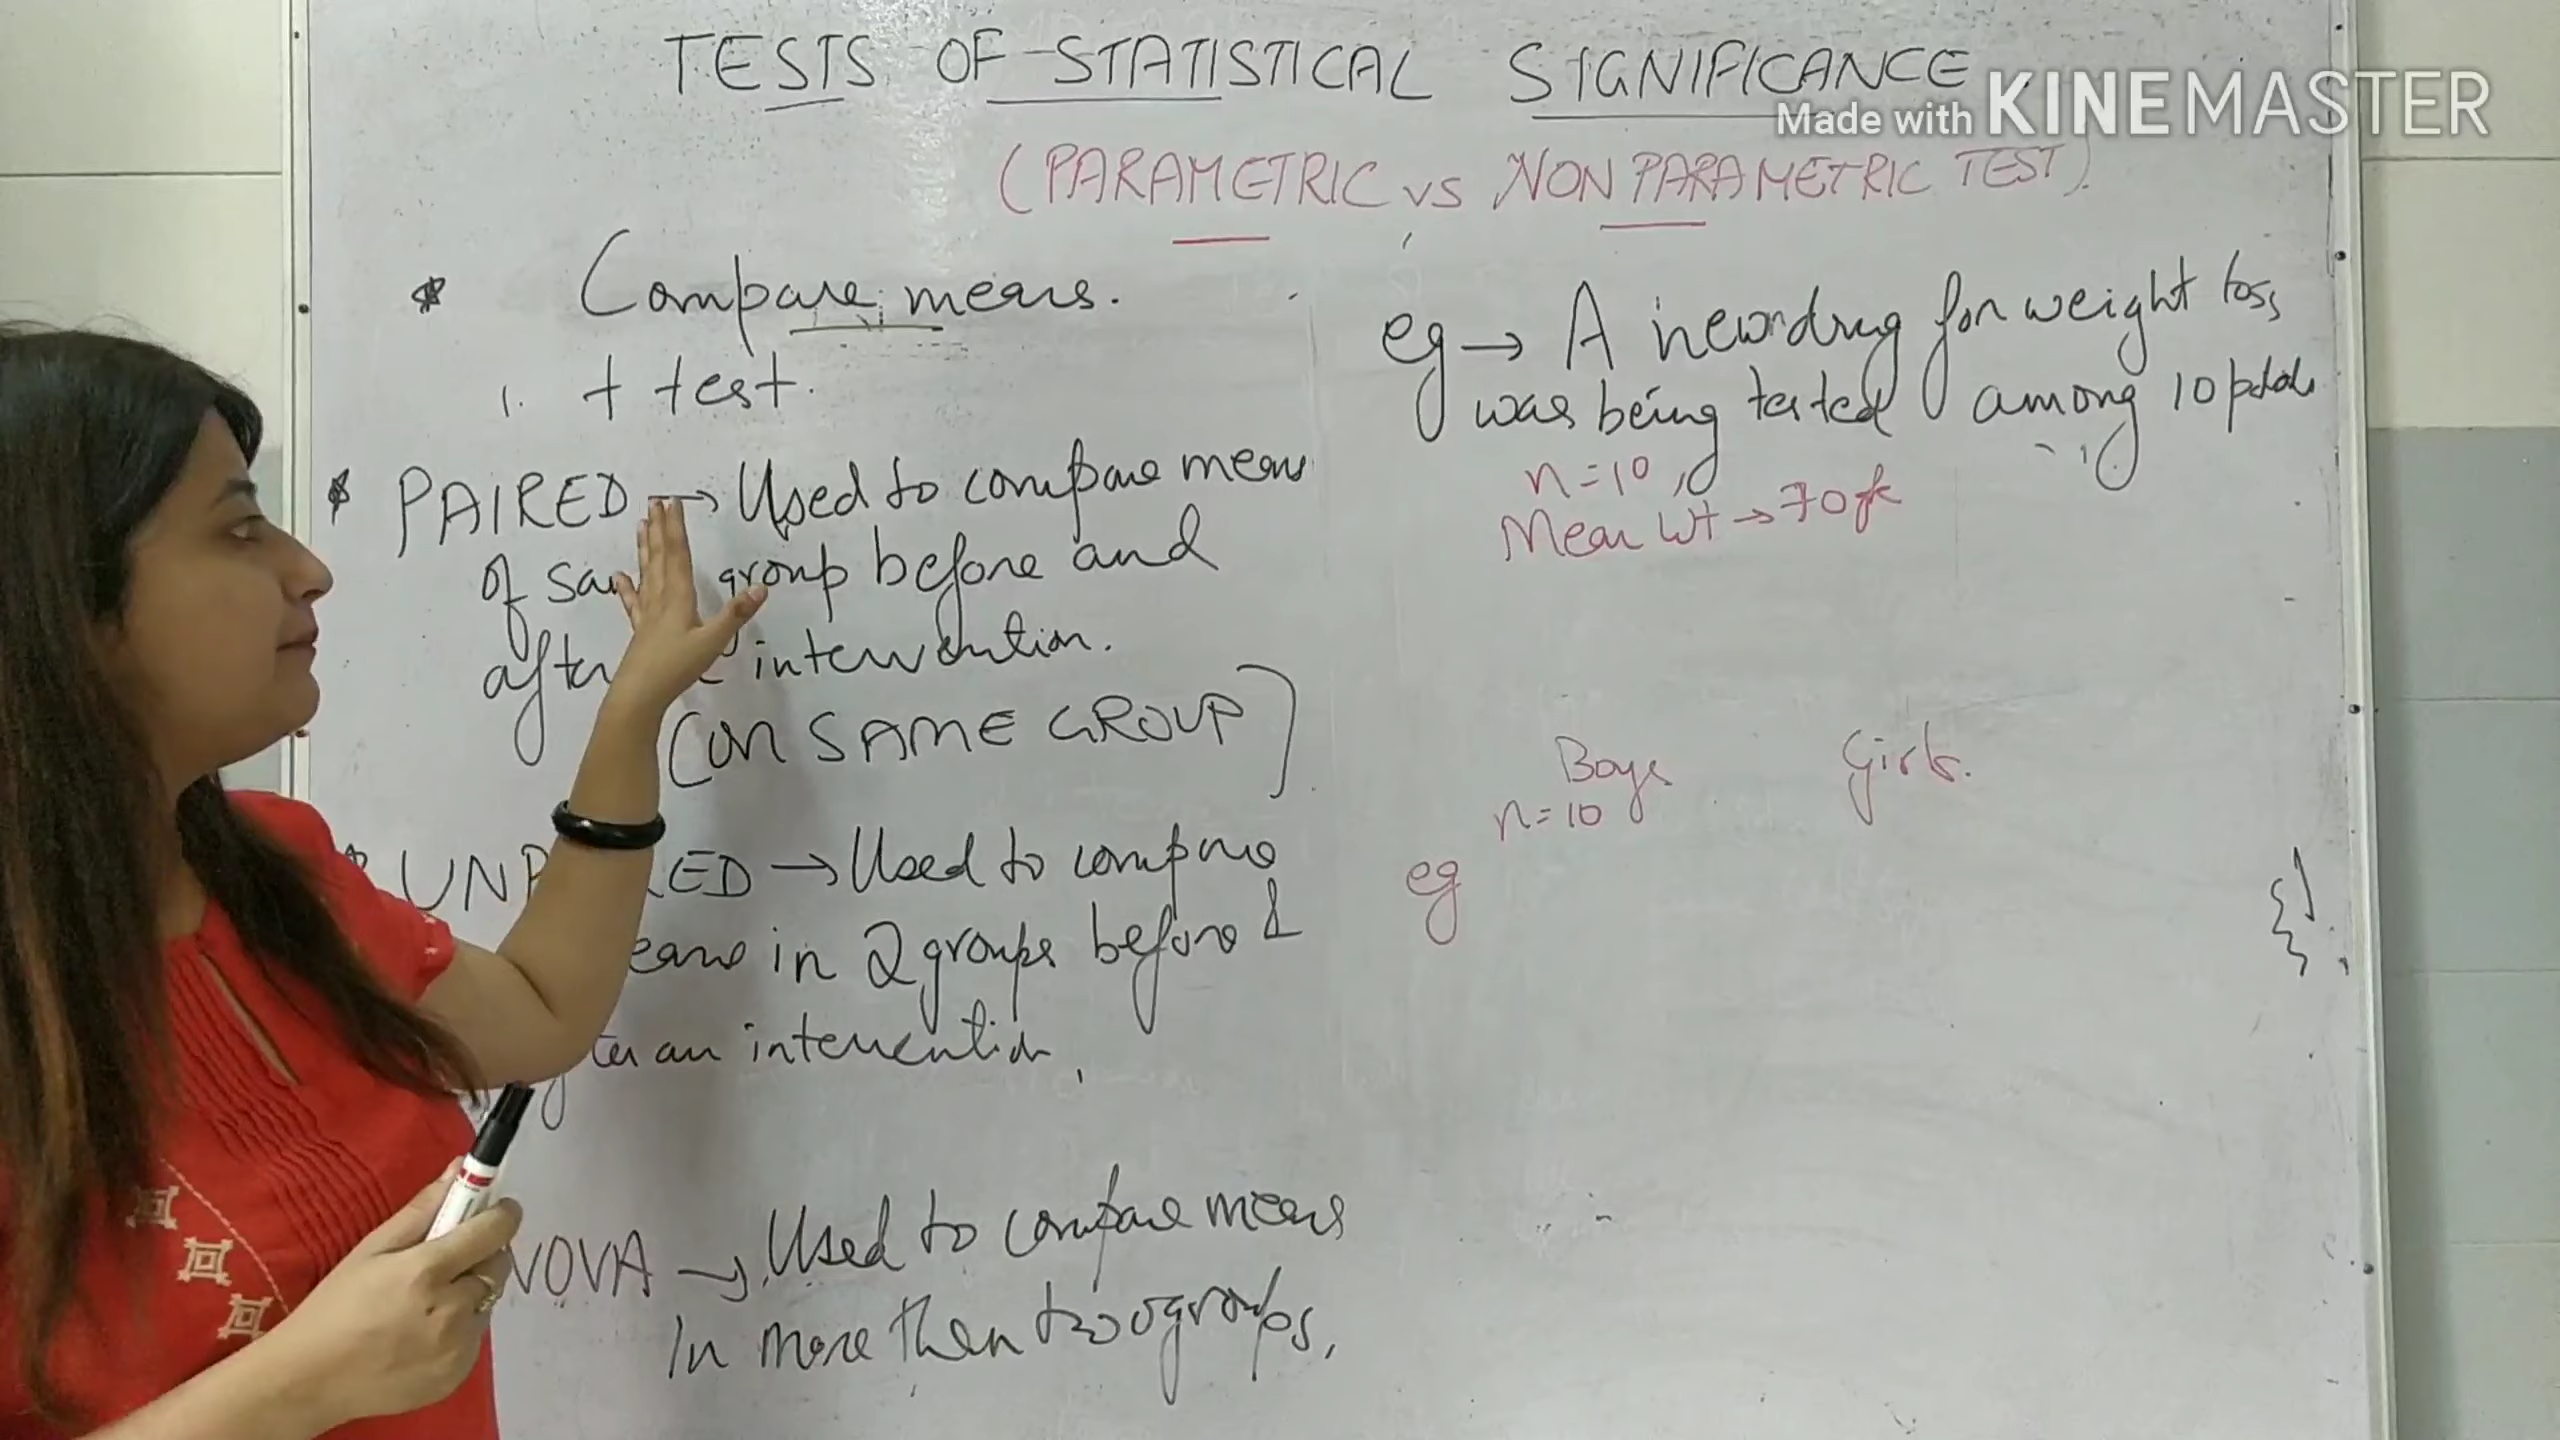 TESTS OF STATISTICAL SIGNIFICANCE
Made with KINEMASTER
(PARAMETRIC vs NON PARAMETRIC TEST).
* Compare means.
1. t test.
* PAIRED → Used to compare means
of group before and
intervention.
(ON SAME GROUP)
→ Used to compare
in 2 groups before &
an intervention
→ Used to compare means
in more then two groups.
eg → A new drug for weight loss
was being tested among 10
n=10,
Mean Wt → 70
Boys Girls.
n=10
eg